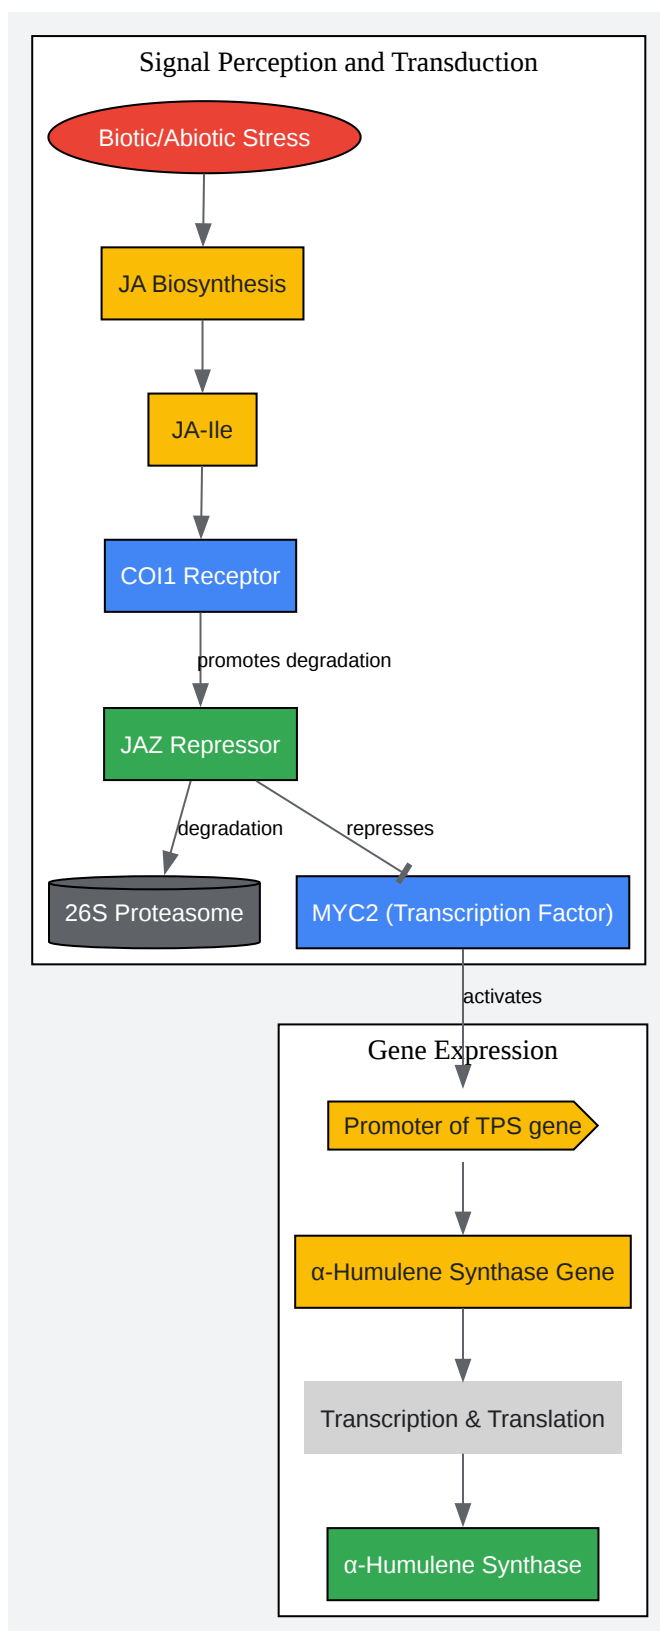 Signal Perception and Transduction
Biotic/Abiotic Stress
JA Biosynthesis
JA-Ile
COI1 Receptor
promotes degradation
JAZ Repressor
degradation
represses
26S Proteasome
MYC2 (Transcription Factor)
activates
Gene Expression
Promoter of TPS gene
α-Humulene Synthase Gene
Transcription & Translation
α-Humulene Synthase